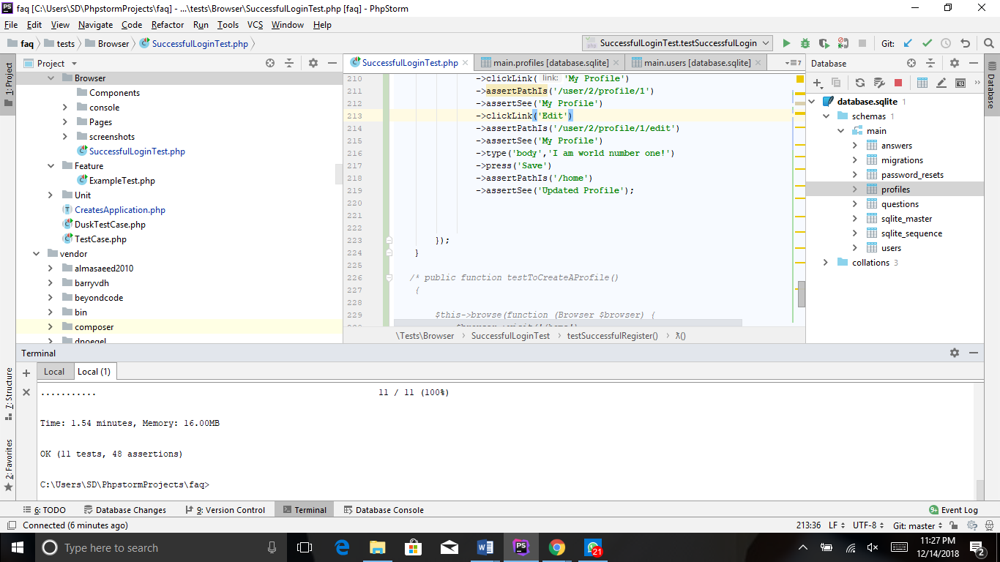 faq [C:\Users\SD\PhpstormProjects\faq] - ...\tests\Browser\SuccessfulLoginTest.php [faq] - PhpStorm
File Edit View Navigate Code Refactor Run Tools VCS Window Help
faq tests Browser SuccessfulLoginTest.php SuccessfulLoginTest.testSuccessfulLogin Git:
1: Project
7: Structure
2: Favorites
Project
Browser
Components
console
Pages
screenshots
SuccessfulLoginTest.php
Feature
ExampleTest.php
Unit
CreatesApplication.php
DuskTestCase.php
TestCase.php
vendor
almasaeed2010
barryvdh
beyondcode
bin
composer
dnoegel
SuccessfulLoginTest.php main.profiles [database.sqlite] main.users [database.sqlite] 7
210 ->clickLink( link: 'My Profile')
211 ->assertPathIs('/user/2/profile/1')
212 ->assertSee('My Profile')
213 ->clickLink('Edit')
214 ->assertPathIs('/user/2/profile/1/edit')
215 ->assertSee('My Profile')
216 ->type('body','I am world number one!')
217 ->press('Save')
218 ->assertPathIs('/home')
219 ->assertSee('Updated Profile');
220
221
222
223 });
224 }
225
226 /* public function testToCreateAProfile()
227 {
228
229 $this->browse(function (Browser $browser) {
\Tests\Browser SuccessfulLoginTest testSuccessfulRegister() λ()
Database
database.sqlite 1
schemas 1
main
answers
migrations
password_resets
profiles
questions
sqlite_master
sqlite_sequence
users
collations 3
Database
Terminal
Local Local (1)
........... 11 / 11 (100%)
Time: 1.54 minutes, Memory: 16.00MB
OK (11 tests, 48 assertions)
C:\Users\SD\PhpstormProjects\faq>
6: TODO Database Changes 9: Version Control Terminal Database Console 9+ Event Log
Connected (6 minutes ago) 213:36 LF UTF-8 Git: master
Type here to search PS 21 11:27 PM
12/14/2018 2